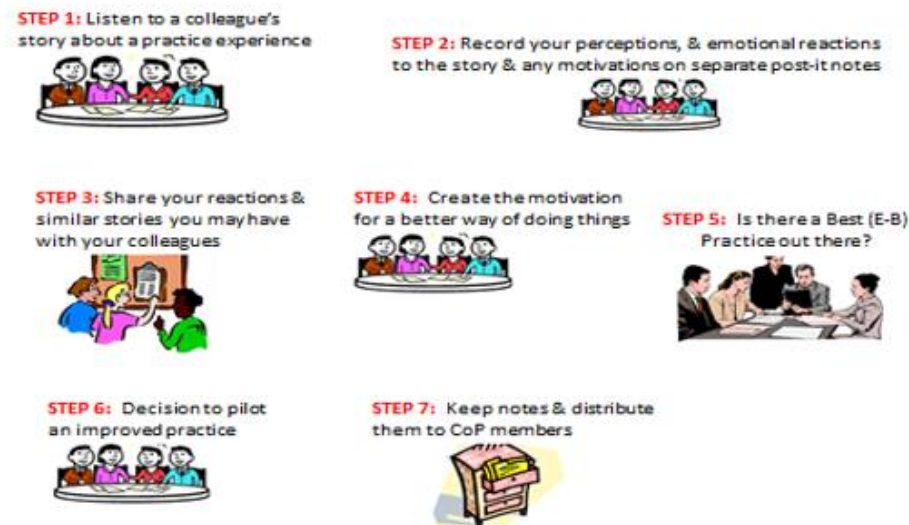 STEP 1: Listen to a colleague's
story about a practice experience
STEP 2: Record your perceptions, & emotional reactions
to the story & any motivations on separate post-it notes
STEP 3: Share your reactions &
similar stories you may have
with your colleagues
STEP 4: Create the motivation
for a better way of doing things
STEP 5: Is there a Best (E-B)
Practice out there?
STEP 6: Decision to pilot
an improved practice
STEP 7: Keep notes & distribute
them to CoP members